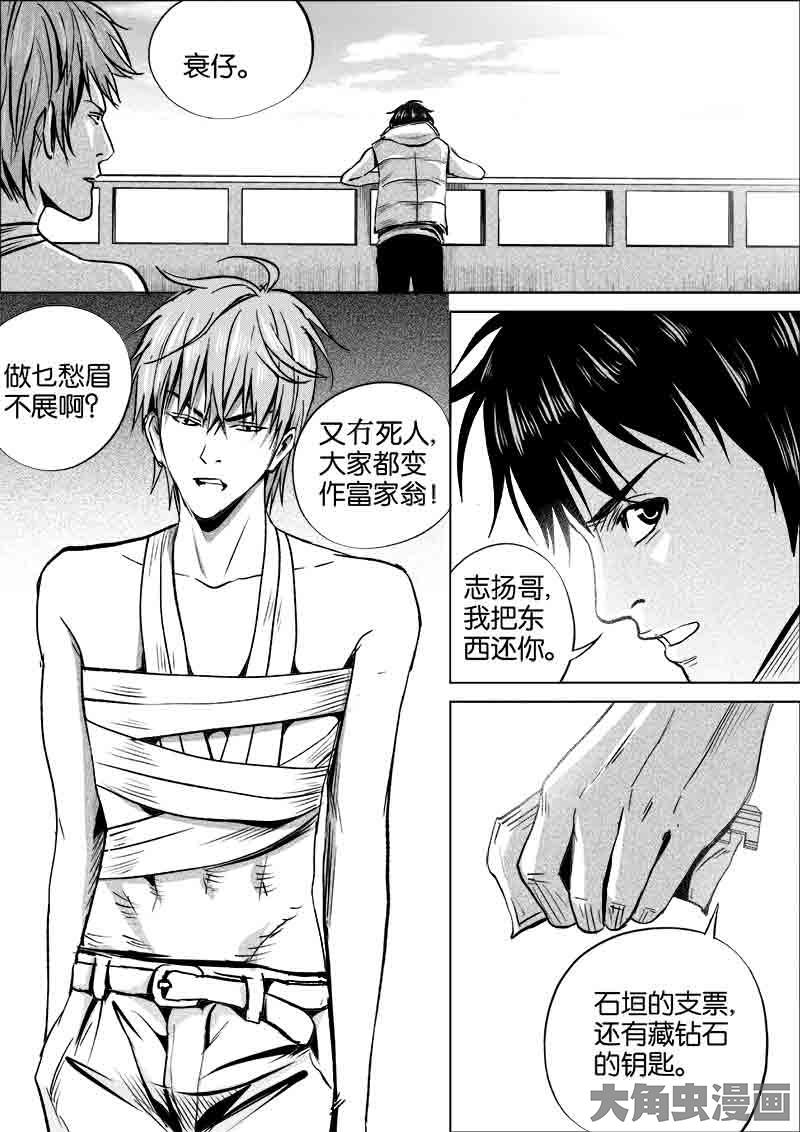 衰仔。
做乜愁眉
不展啊?
又冇死人,
大家都变
作富家翁!
志扬哥,
我把东
西还你。
石垣的支票,
还有藏钻石
的钥匙。
大角虫漫画